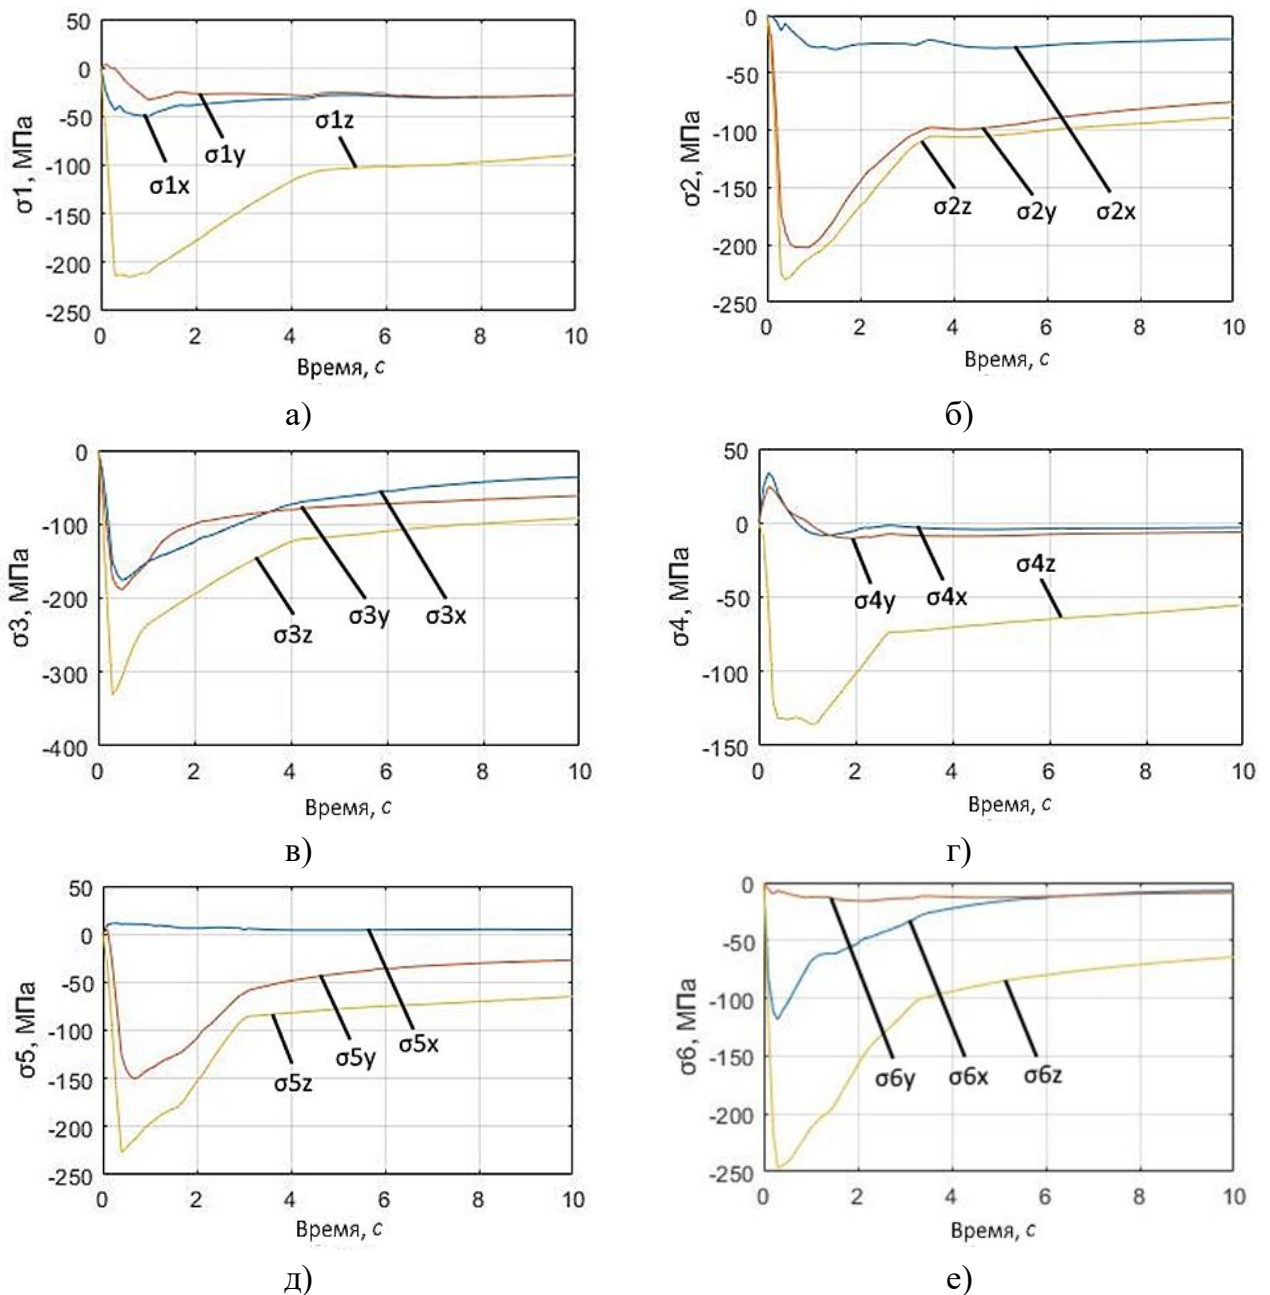 50
0
-50
-100
-150
-200
-250
σ1, МПа
σ1x
σ1y
σ1z
0 2 4 6 8 10
Время, с
а)
0
-50
-100
-150
-200
-250
σ2, МПа
σ2z
σ2y
σ2x
0 2 4 6 8 10
Время, с
б)
0
-100
-200
-300
-400
σ3, МПа
σ3z
σ3y
σ3x
0 2 4 6 8 10
Время, с
в)
50
0
-50
-100
-150
σ4, МПа
σ4y
σ4x
σ4z
0 2 4 6 8 10
Время, с
г)
50
0
-50
-100
-150
-200
-250
σ5, МПа
σ5z
σ5y
σ5x
0 2 4 6 8 10
Время, с
д)
0
-50
-100
-150
-200
-250
σ6, МПа
σ6y
σ6x
σ6z
0 2 4 6 8 10
Время, с
е)